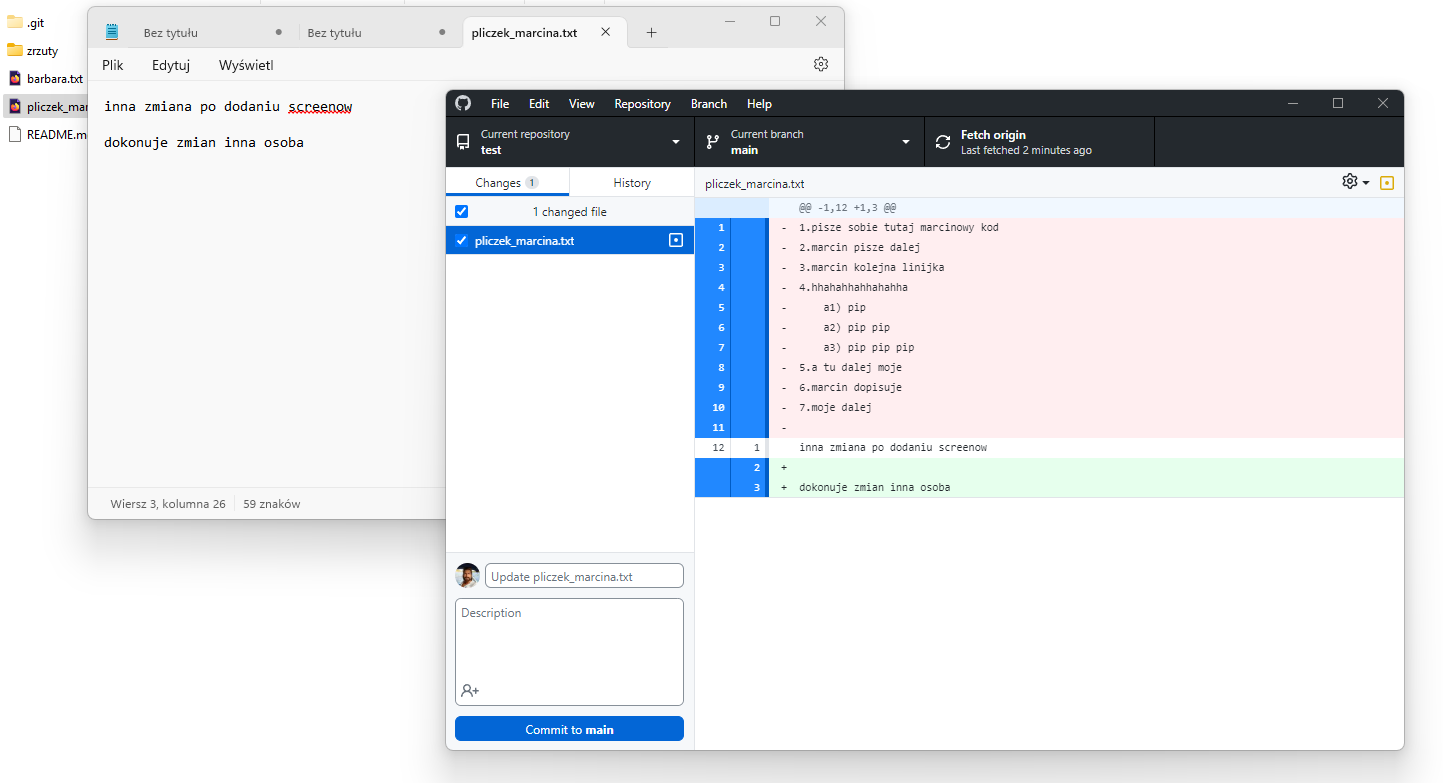 .git
zrzuty
barbara.txt
pliczek_mar
README.m
Bez tytułu
Bez tytułu
pliczek_marcina.txt
Plik Edytuj Wyświetl
inna zmiana po dodaniu screenow
dokonuje zmian inna osoba
Wiersz 3, kolumna 26
59 znaków
File Edit View Repository Branch Help
Current repository
test
Current branch
main
Fetch origin
Last fetched 2 minutes ago
Changes 1
History
1 changed file
pliczek_marcina.txt
pliczek_marcina.txt
@@ -1,12 +1,3 @@
1 - 1.pisze sobie tutaj marcinowy kod
2 - 2.marcin pisze dalej
3 - 3.marcin kolejna linijka
4 - 4.hhahahhahhahahha
5 - a1) pip
6 - a2) pip pip
7 - a3) pip pip pip
8 - 5.a tu dalej moje
9 - 6.marcin dopisuje
10 - 7.moje dalej
11 -
12 1 inna zmiana po dodaniu screenow
2 +
3 + dokonuje zmian inna osoba
Update pliczek_marcina.txt
Description
Commit to main